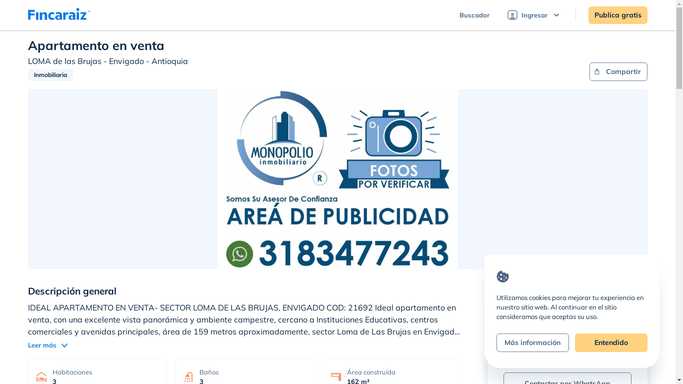 Fincaraiz
Buscador
Ingresar
Publica gratis
Apartamento en venta
LOMA de las Brujas - Envigado - Antioquia
Inmobiliaria
Compartir
MONOPOLIO
inmobiliario
®
FOTOS
POR VERIFICAR
Somos Su Asesor De Confianza
AREÁ DE PUBLICIDAD
3183477243
Descripción general
IDEAL APARTAMENTO EN VENTA- SECTOR LOMA DE LAS BRUJAS, ENVIGADO COD: 21692 Ideal apartamento en
venta, con una excelente vista panorámica y ambiente campestre, cercano a Instituciones Educativas, centros
comerciales y avenidas principales, área de 159 metros aproximadamente, sector Loma de Las Brujas en Envigad...
Leer más
Habitaciones
3
Baños
3
Área construida
162 m²
Utilizamos cookies para mejorar tu experiencia en
nuestro sitio web. Al continuar en el sitio
consideramos que aceptas su uso.
Más información
Entendido
Contactar por WhatsApp